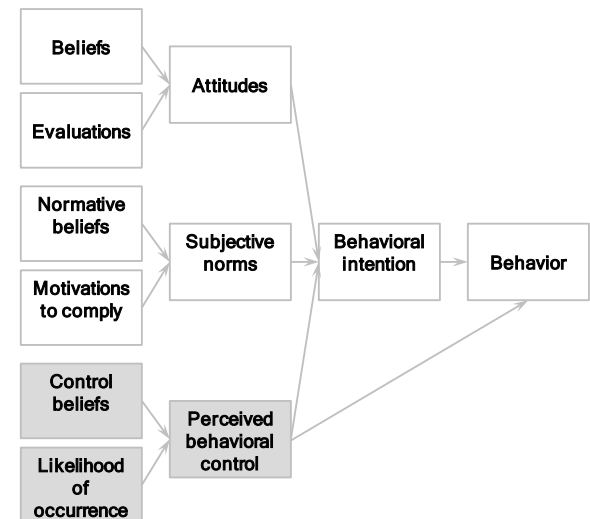 Beliefs
Evaluations
Attitudes
Normative
beliefs
Motivations
to comply
Subjective
norms
Behavioral
intention
Behavior
Control
beliefs
Likelihood
of
occurrence
Perceived
behavioral
control